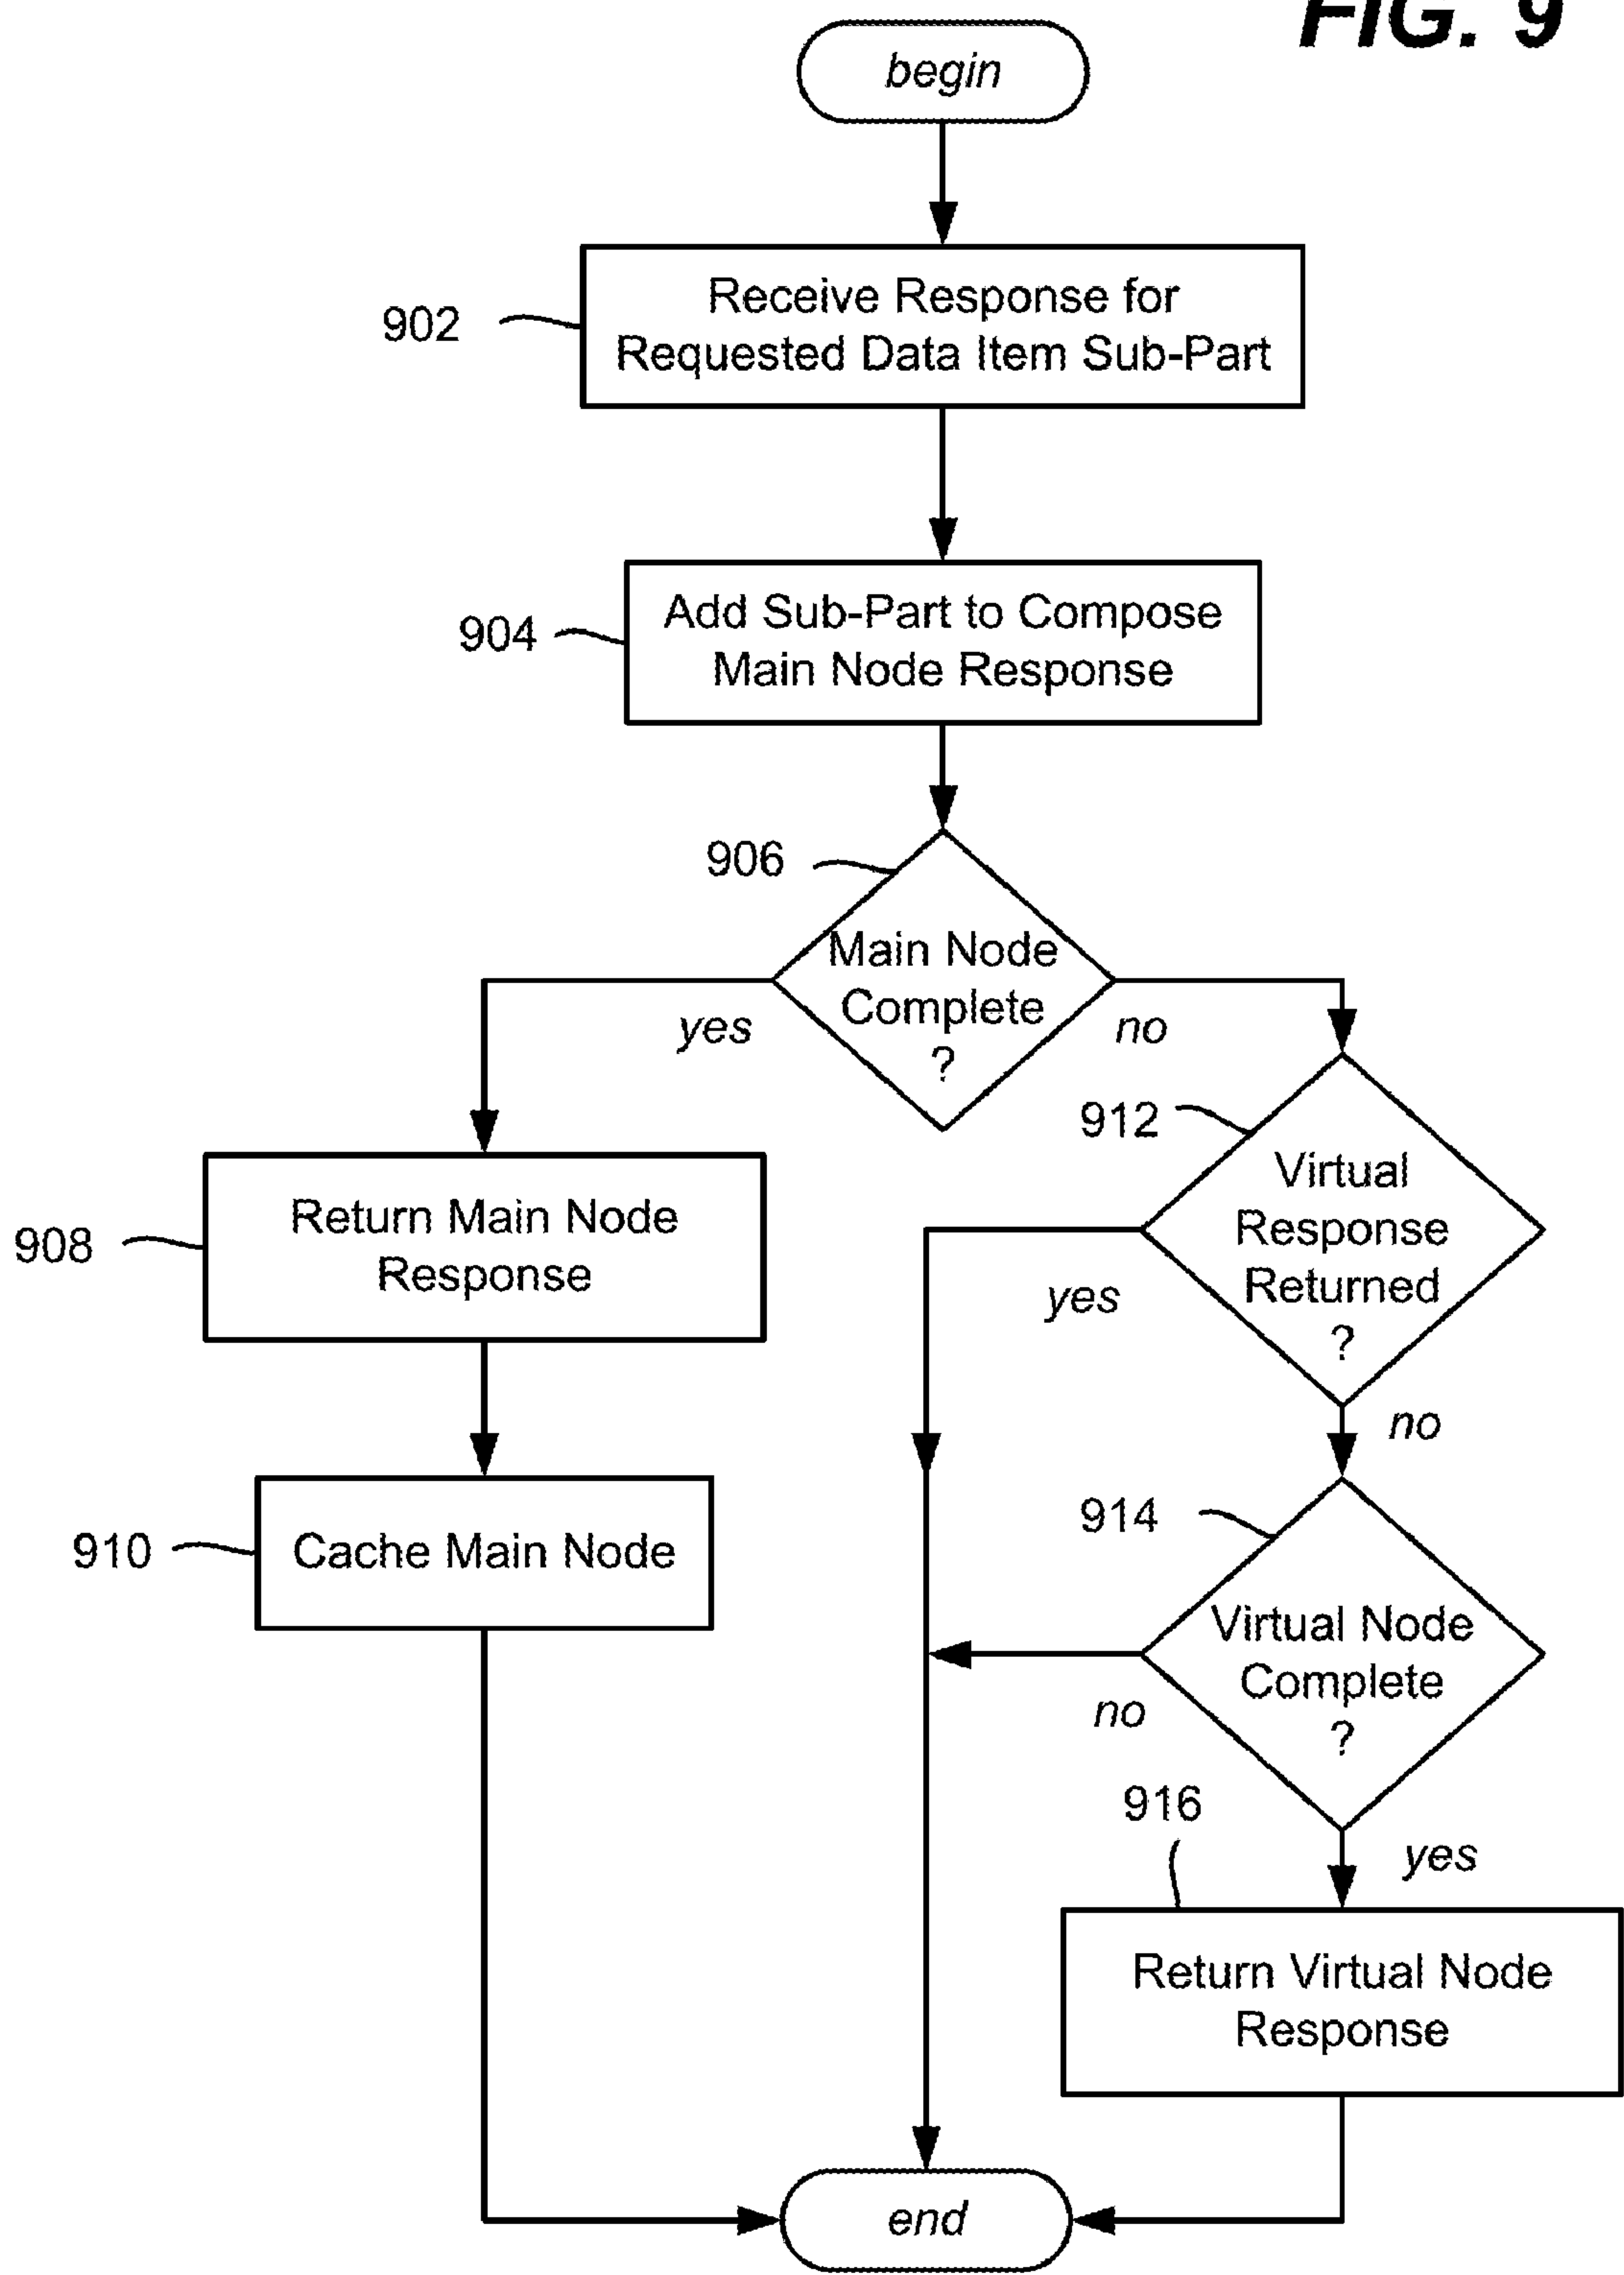 FIG. 9
begin
902
Receive Response for
Requested Data Item Sub-Part
904
Add Sub-Part to Compose
Main Node Response
906
Main Node
Complete
?
yes
no
912
Virtual
Response
Returned
?
yes
no
908
Return Main Node
Response
910
Cache Main Node
914
Virtual Node
Complete
?
no
yes
916
Return Virtual Node
Response
end